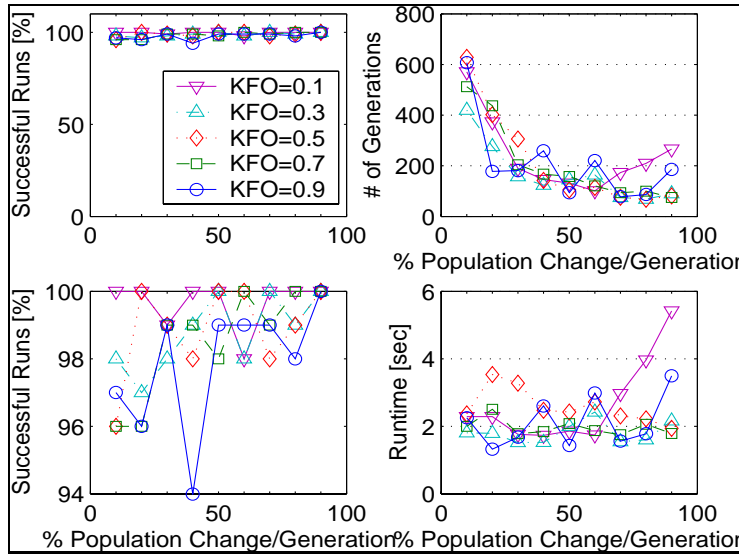 Successful Runs [%]
100
50
0
0
50
100
KFO=0.1
KFO=0.3
KFO=0.5
KFO=0.7
KFO=0.9
# of Generations
800
600
400
200
0
0
50
100
% Population Change/Generation
Successful Runs [%]
100
98
96
94
0
50
100
% Population Change/Generation
Runtime [sec]
6
4
2
0
0
50
100
% Population Change/Generation